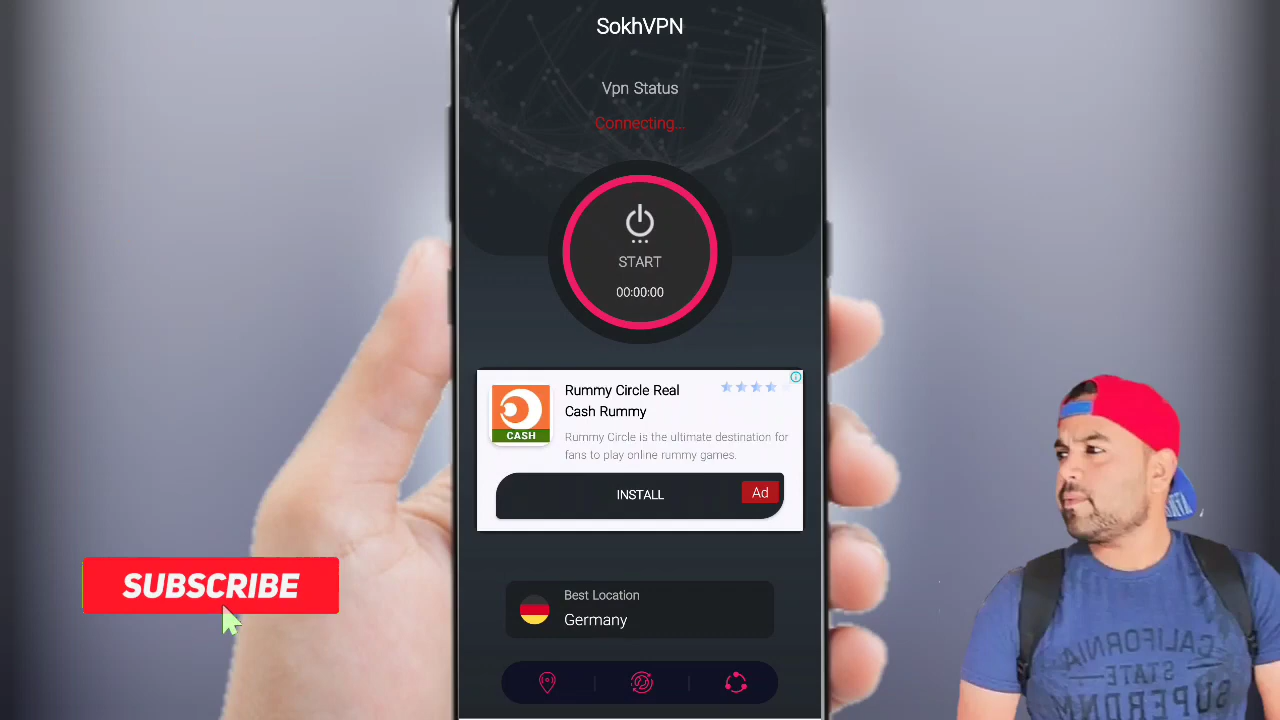 SokhVPN
Vpn Status
Connecting...
START
00:00:00
Rummy Circle Real
Cash Rummy
CASH
Rummy Circle is the ultimate destination for
fans to play online rummy games.
INSTALL
Ad
SUBSCRIBE
Best Location
Germany
CALIFORNIA
STATE
SUPERDNY